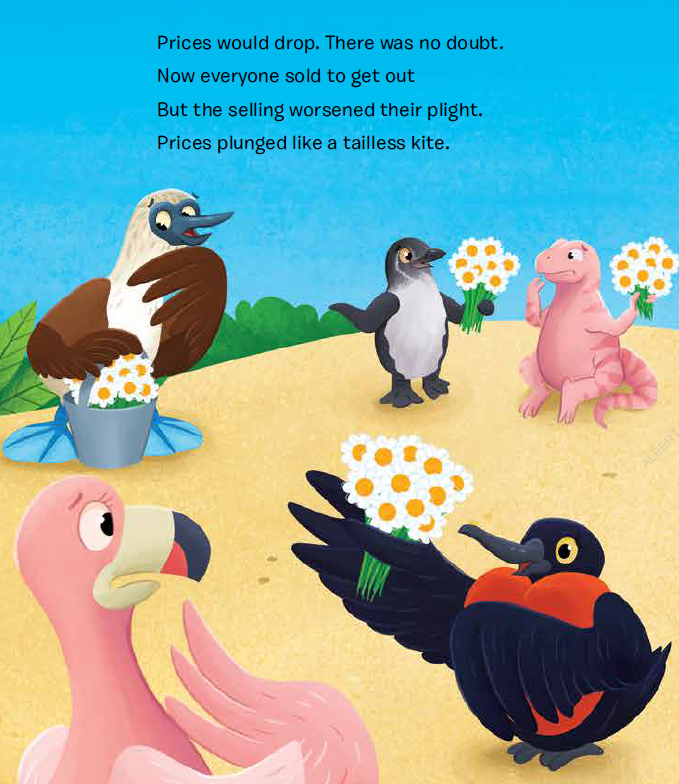 Prices would drop. There was no doubt.
Now everyone sold to get out
But the selling worsened their plight.
Prices plunged like a tailless kite.